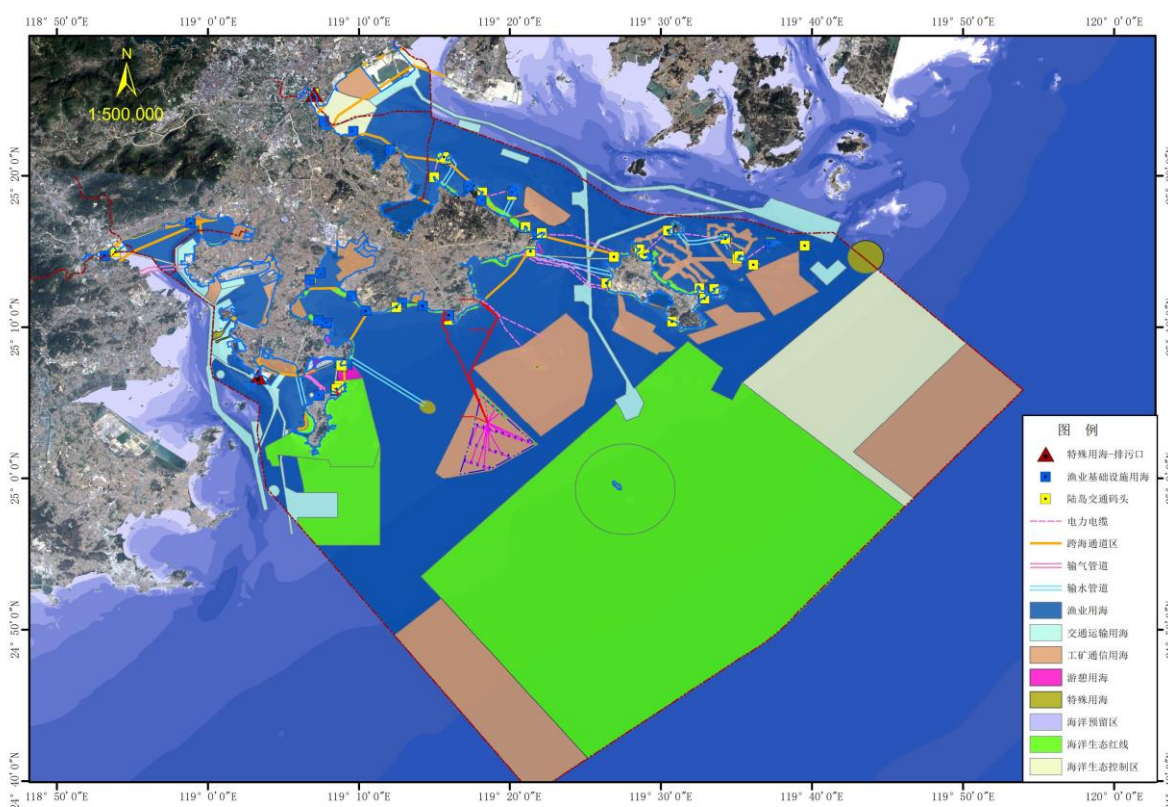 118° 50'0"E 119° 0'0"E 119° 10'0"E 119° 20'0"E 119° 30'0"E 119° 40'0"E 119° 50'0"E 120° 0'0"E
N
1:500,000
25° 20'0"N
25° 10'0"N
25° 0'0"N
24° 50'0"N
24° 40'0"N
图 例
特殊用海-排污口
渔业基础设施用海
陆岛交通码头
电力电缆
跨海通道区
输气管道
输水管道
渔业用海
交通运输用海
工矿通信用海
游憩用海
特殊用海
海洋预留区
海洋生态红线
海洋生态控制区
118° 50'0"E 119° 0'0"E 119° 10'0"E 119° 20'0"E 119° 30'0"E 119° 40'0"E 119° 50'0"E 120° 0'0"E